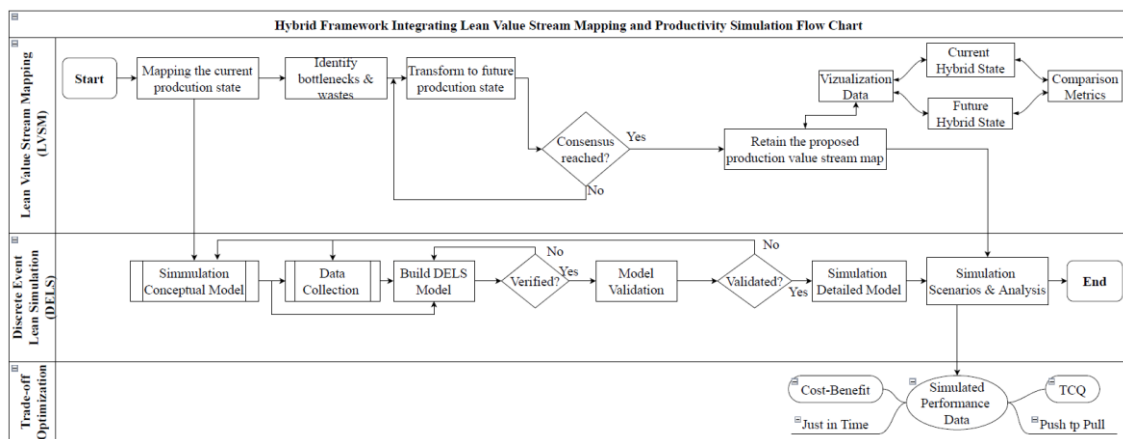 Hybrid Framework Integrating Lean Value Stream Mapping and Productivity Simulation Flow Chart
Lean Value Stream Mapping
(LVSM)
Start
Mapping the current
prodcution state
Identify
bottlenecks &
wastes
Transform to future
prodcution state
Consensus
reached?
Yes
No
Retain the proposed
production value stream map
Vizualization
Data
Current
Hybrid State
Future
Hybrid State
Comparison
Metrics
Discrete Event
Lean Simulation
(DELS)
Simmulation
Conceptual Model
Data
Collection
Build DELS
Model
No
Verified?
Yes
Model
Validation
No
Validated?
Yes
Simulation
Detailed Model
Simulation
Scenarios & Analysis
End
Trade-off
Optimization
Cost-Benefit
Just in Time
Simulated
Performance
Data
TCQ
Push tp Pull